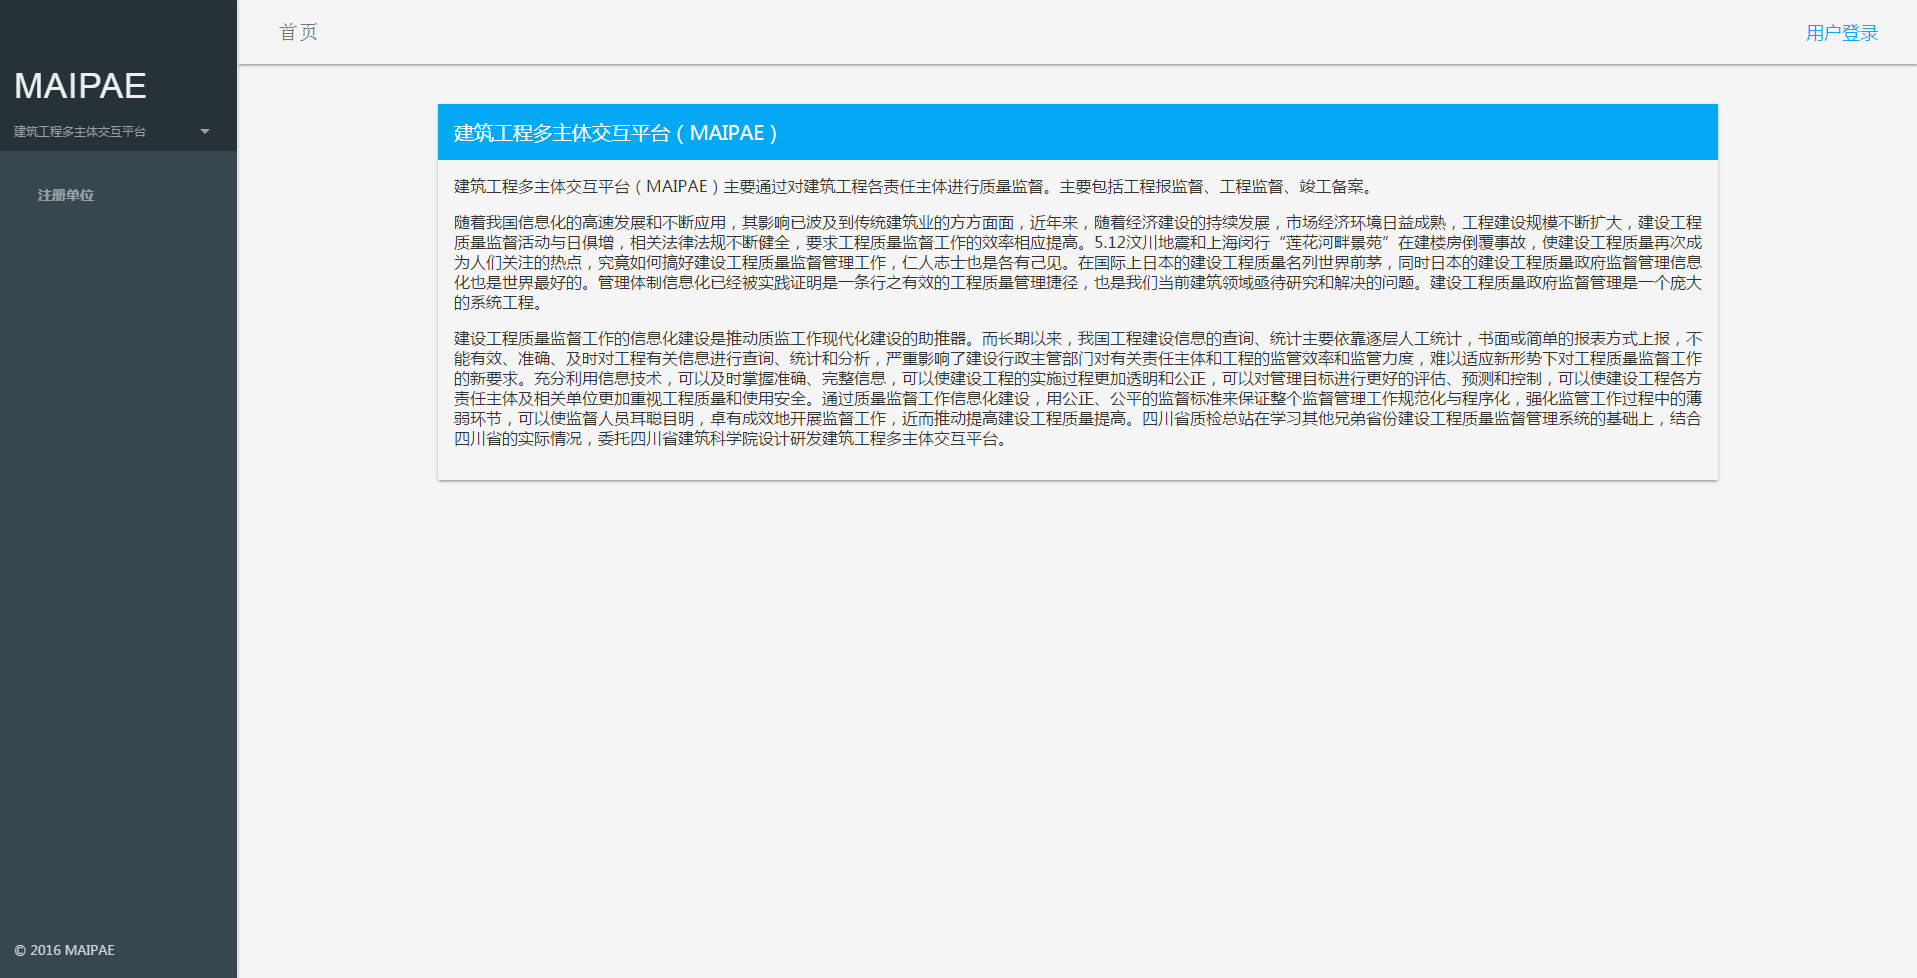 首页
用户登录
MAIPAE
建筑工程多主体交互平台
注册单位
建筑工程多主体交互平台（MAIPAE）
建筑工程多主体交互平台（MAIPAE）主要通过对建筑工程各责任主体进行质量监督。主要包括工程报监督、工程监督、竣工备案。
随着我国信息化的高速发展和不断应用，其影响已波及到传统建筑业的方方面面，近年来，随着经济建设的持续发展，市场经济环境日益成熟，工程建设规模不断扩大，建设工程
质量监督活动与日俱增，相关法律法规不断健全，要求工程质量监督工作的效率相应提高。5.12汶川地震和上海闵行“莲花河畔景苑”在建楼房倒覆事故，使建设工程质量再次成
为人们关注的热点，究竟如何搞好建设工程质量监督管理工作，仁人志士也是各有己见。在国际上日本的建设工程质量名列世界前茅，同时日本的建设工程质量政府监督管理信息
化也是世界最好的。管理体制信息化已经被实践证明是一条行之有效的工程质量管理捷径，也是我们当前建筑领域亟待研究和解决的问题。建设工程质量政府监督管理是一个庞大
的系统工程。
建设工程质量监督工作的信息化建设是推动质监工作现代化建设的助推器。而长期以来，我国工程建设信息的查询、统计主要依靠逐层人工统计，书面或简单的报表方式上报，不
能有效、准确、及时对工程有关信息进行查询、统计和分析，严重影响了建设行政主管部门对有关责任主体和工程的监管效率和监管力度，难以适应新形势下对工程质量监督工作
的新要求。充分利用信息技术，可以及时掌握准确、完整信息，可以使建设工程的实施过程更加透明和公正，可以对管理目标进行更好的评估、预测和控制，可以使建设工程各方
责任主体及相关单位更加重视工程质量和使用安全。通过质量监督工作信息化建设，用公正、公平的监督标准来保证整个监督管理工作规范化与程序化，强化监管工作过程中的薄
弱环节，可以使监督人员耳聪目明，卓有成效地开展监督工作，近而推动提高建设工程质量提高。四川省质检总站在学习其他兄弟省份建设工程质量监督管理系统的基础上，结合
四川省的实际情况，委托四川省建筑科学院设计研发建筑工程多主体交互平台。
© 2016 MAIPAE